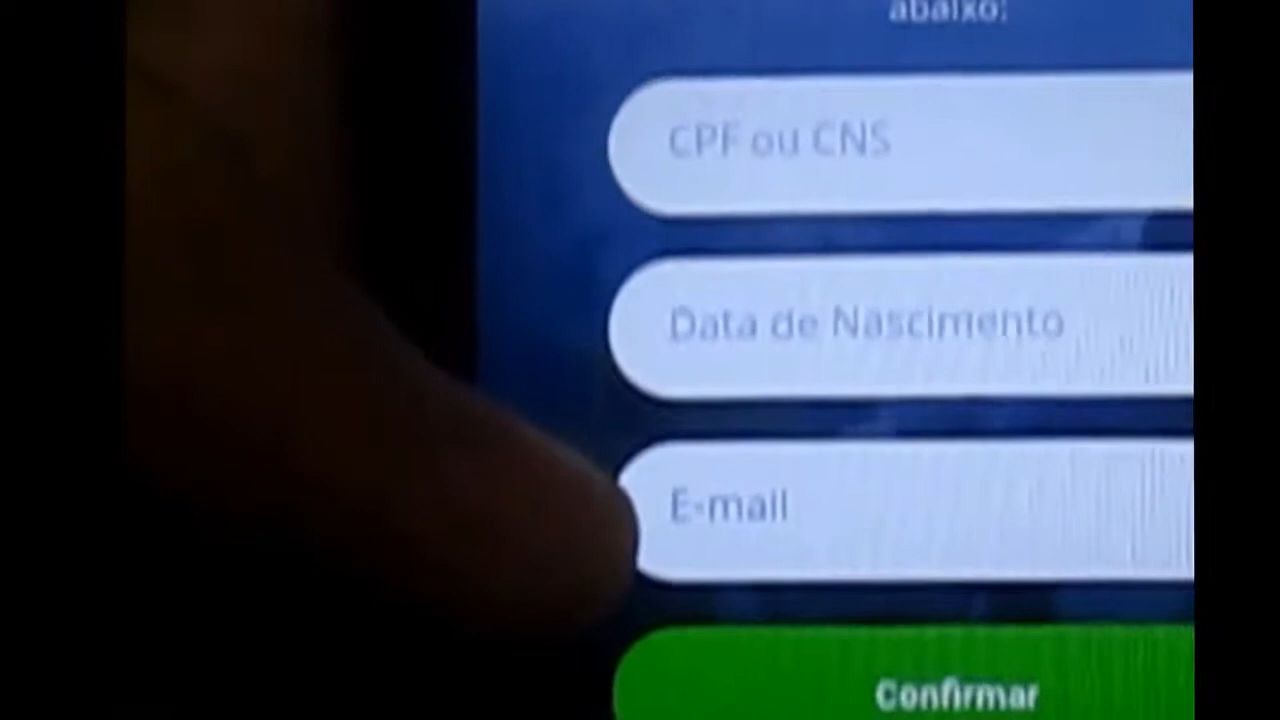 abaixo:
CPF ou CNS
Data de Nascimento
E-mail
Confirmar